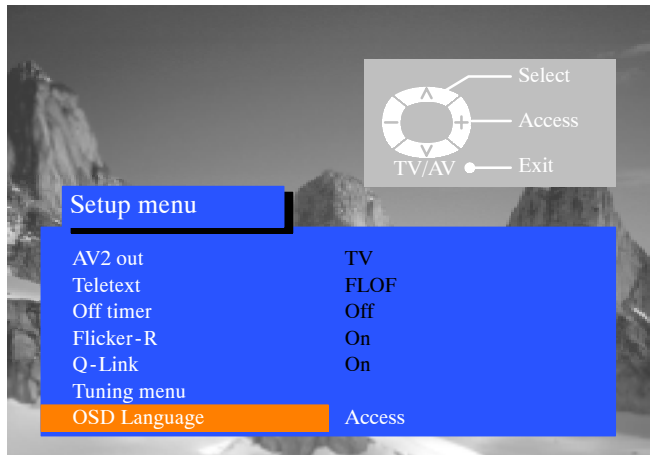 Select
Access
TV/AV Exit
Setup menu
AV2 out TV
Teletext FLOF
Off timer Off
Flicker-R On
Q-Link On
Tuning menu
OSD Language Access